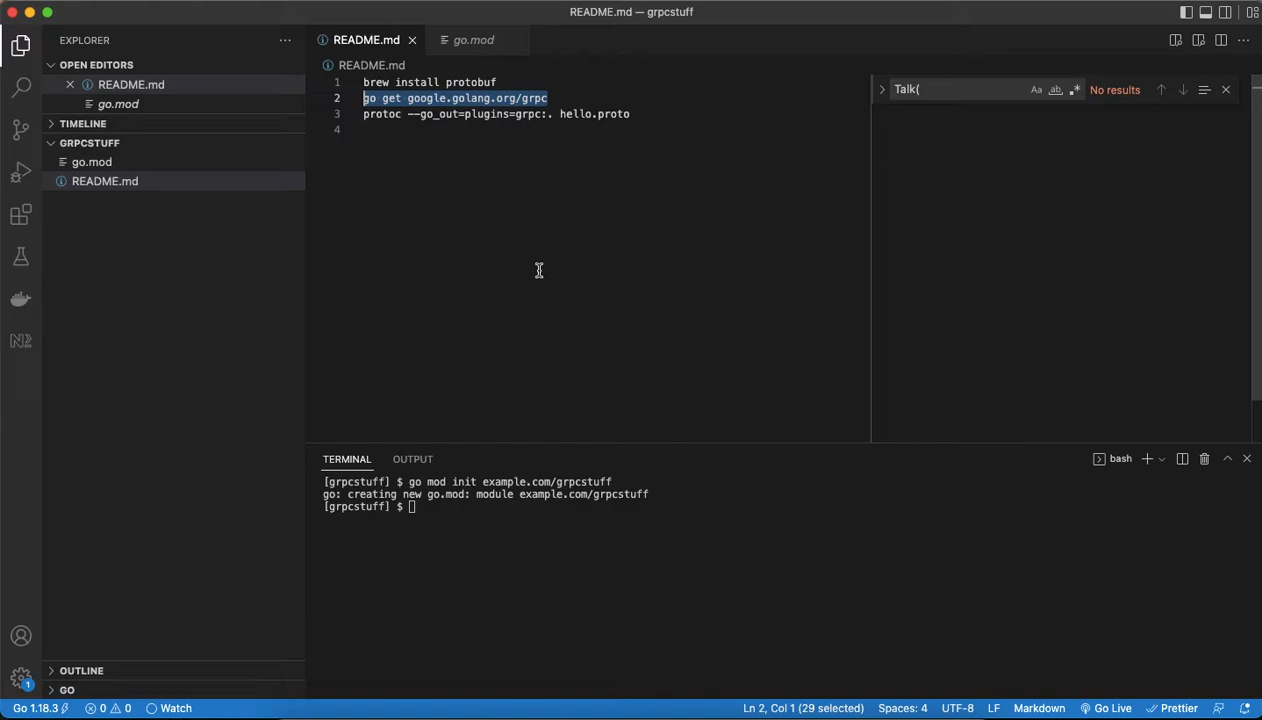 README.md — grpcstuff
EXPLORER
README.md
go.mod
OPEN EDITORS
README.md
go.mod
TIMELINE
GRPCSTUFF
go.mod
README.md
README.md
1 brew install protobuf
2 go get google.golang.org/grpc
3 protoc --go_out=plugins=grpc:. hello.proto
4
Talk( Aa ab .* No results
TERMINAL OUTPUT
bash
[grpcstuff] $ go mod init example.com/grpcstuff
go: creating new go.mod: module example.com/grpcstuff
[grpcstuff] $
OUTLINE
GO
1
Go 1.18.3 0 0 Watch Ln 2, Col 1 (29 selected) Spaces: 4 UTF-8 LF Markdown Go Live Prettier